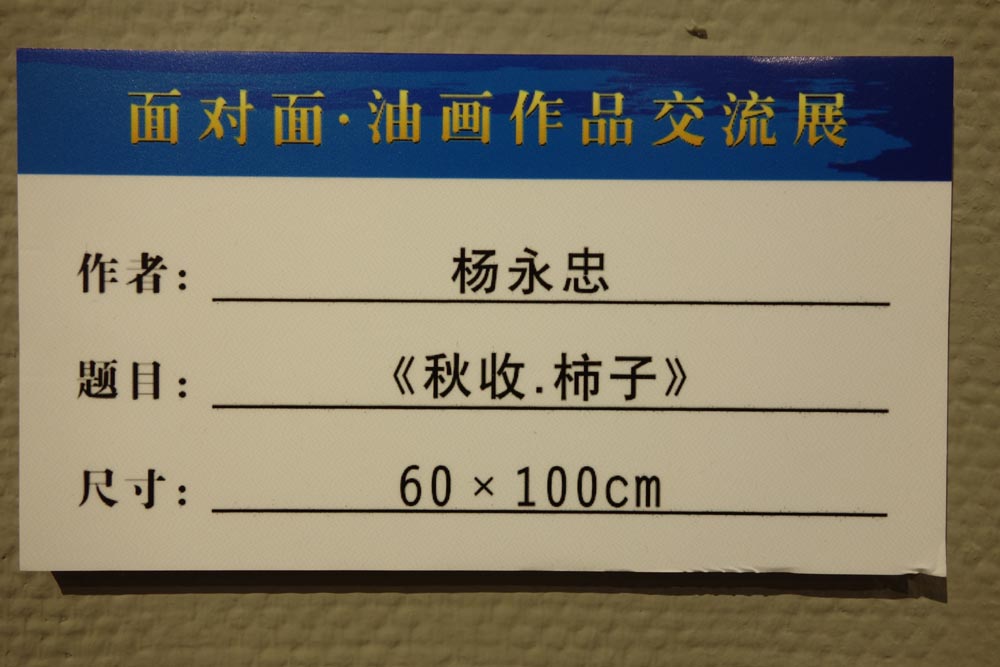 面对面·油画作品交流展
作者：杨永忠
题目：《秋收.柿子》
尺寸：60×100cm